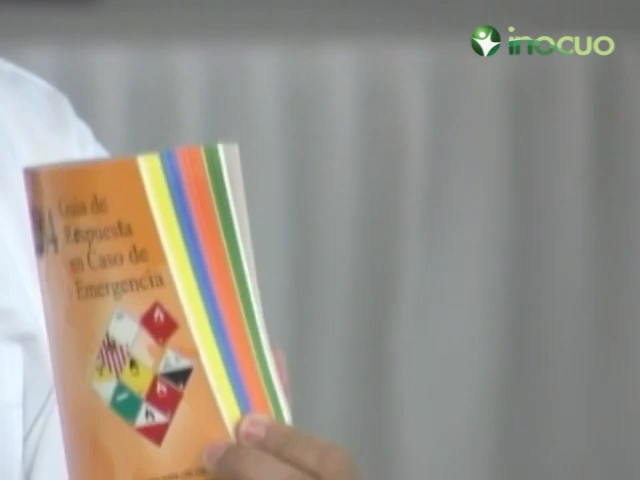 inocuo
Guía de
Respuesta
en Caso de
Emergencia